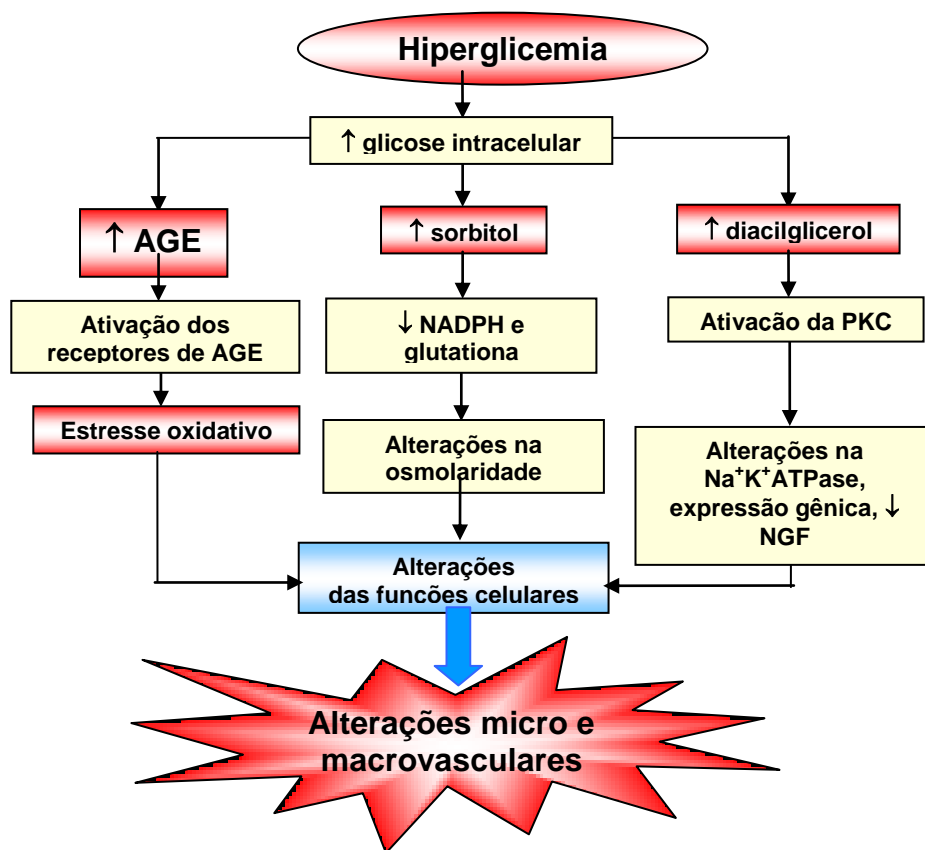 Hiperglicemia
↑ glicose intracelular
↑ AGE
↑ sorbitol
↑ diacilglicerol
Ativação dos
receptores de AGE
↓ NADPH e
glutationa
Ativacão da PKC
Estresse oxidativo
Alterações na
osmolaridade
Alterações na
Na⁺K⁺ATPase,
expressão gênica, ↓
NGF
Alterações
das funcões celulares
Alterações micro e
macrovasculares